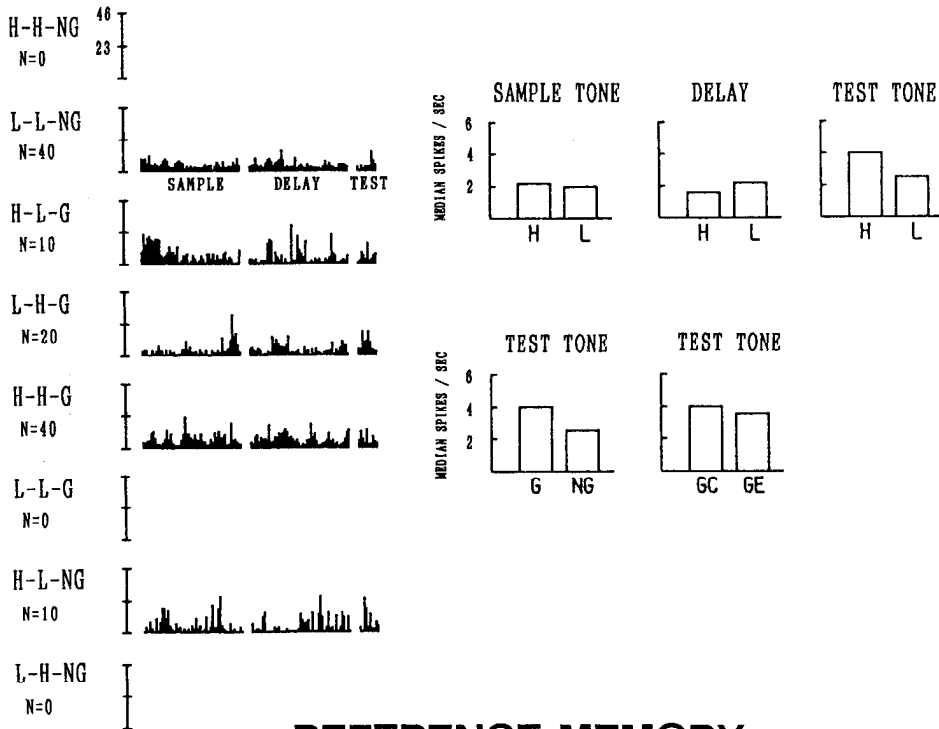 H-H-NG
N=0
46
23
L-L-NG
N=40
SAMPLE DELAY TEST
H-L-G
N=10
L-H-G
N=20
H-H-G
N=40
L-L-G
N=0
H-L-NG
N=10
L-H-NG
N=0
SAMPLE TONE
MEDIAN SPIKES / SEC
6
4
2
H L
DELAY
H L
TEST TONE
H L
TEST TONE
MEDIAN SPIKES / SEC
6
4
2
G NG
TEST TONE
GC GE
REFERENCE MEMORY